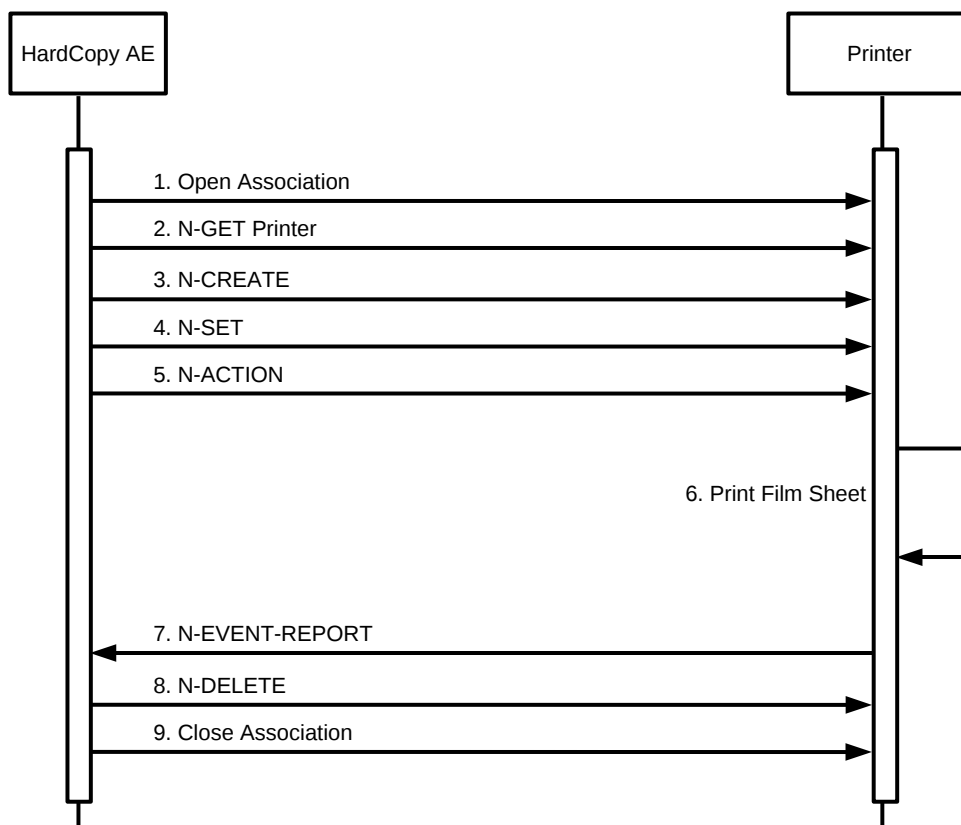 HardCopy AE
Printer
1. Open Association
2. N-GET Printer
3. N-CREATE
4. N-SET
5. N-ACTION
6. Print Film Sheet
7. N-EVENT-REPORT
8. N-DELETE
9. Close Association